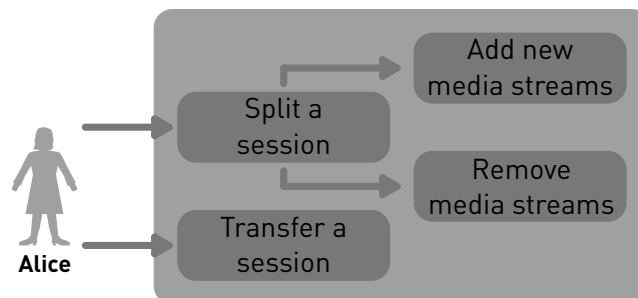 Add new
media streams
Split a
session
Remove
media streams
Transfer a
session
Alice